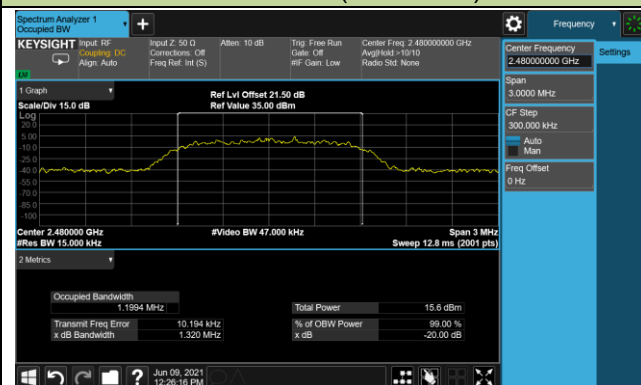 Spectrum Analyzer 1
Occupied BW
Frequency
KEYSIGHT
Input: RF
Coupling: DC
Align: Auto
Input Z: 50 Ω
Corrections: Off
Freq Ref: Int (S)
Atten: 10 dB
Trig: Free Run
Gate: Off
#IF Gain: Low
Center Freq: 2.480000000 GHz
Avg|Hold:>10/10
Radio Std: None
Center Frequency
2.480000000 GHz
Settings
Span
3.0000 MHz
CF Step
300.000 kHz
Auto
Man
Freq Offset
0 Hz
1 Graph
Scale/Div 15.0 dB
Ref Lvl Offset 21.50 dB
Ref Value 35.00 dBm
Log
20.0
5.00
-10.0
-25.0
-40.0
-55.0
-70.0
-85.0
-100
Center 2.480000 GHz
#Res BW 15.000 kHz
#Video BW 47.000 kHz
Span 3 MHz
Sweep 12.8 ms (2001 pts)
2 Metrics
Occupied Bandwidth
1.1994 MHz
Total Power 15.6 dBm
Transmit Freq Error 10.194 kHz
% of OBW Power 99.00 %
x dB Bandwidth 1.320 MHz
x dB -20.00 dB
?
Jun 09, 2021
12:26:16 PM